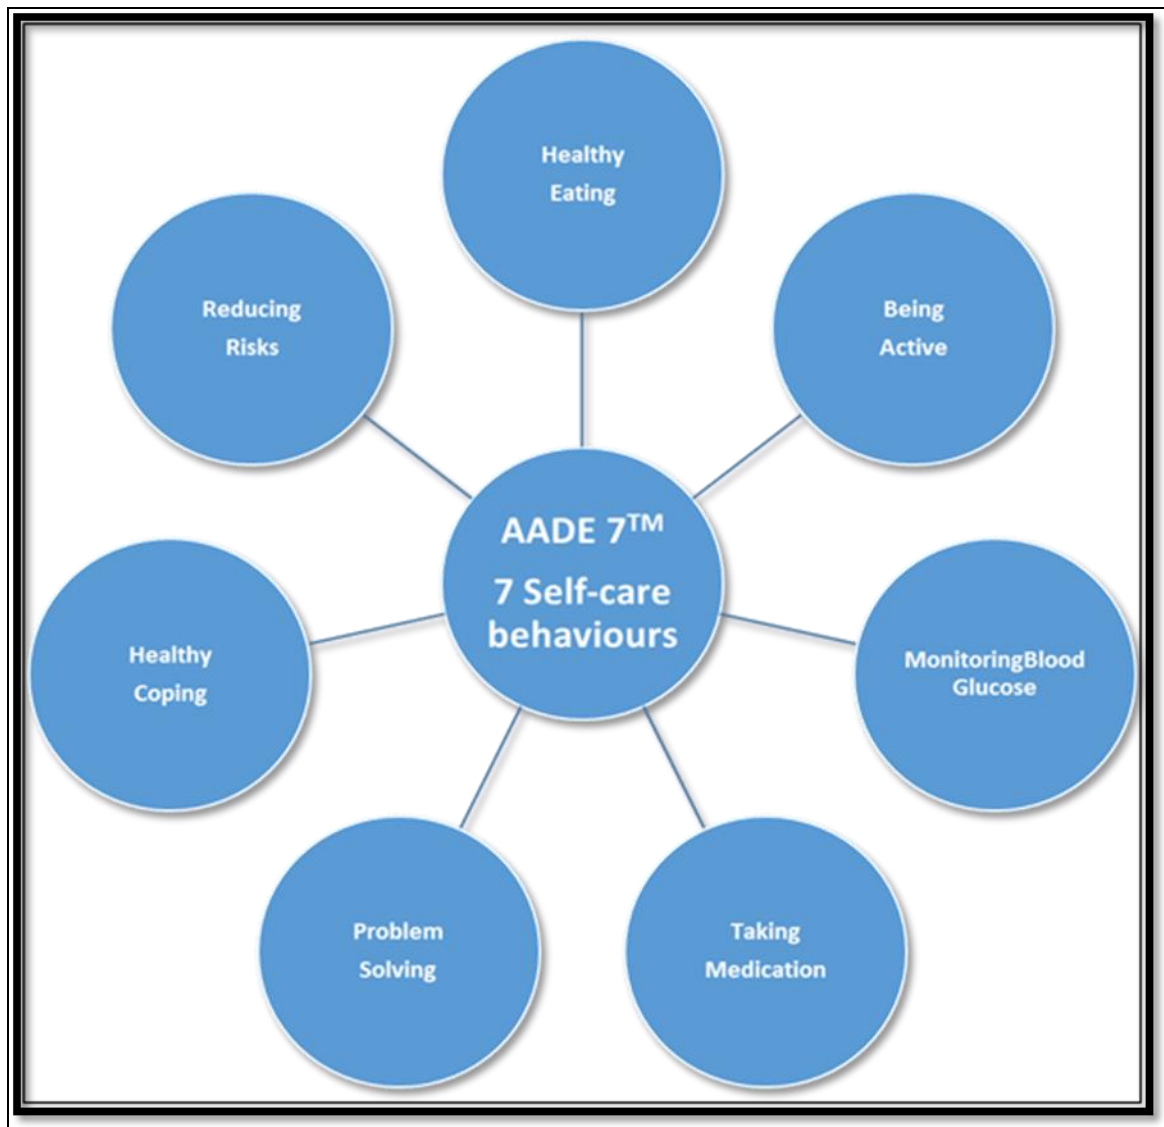 Healthy
Eating
Being
Active
MonitoringBlood
Glucose
Taking
Medication
Problem
Solving
Healthy
Coping
Reducing
Risks
AADE 7™
7 Self-care
behaviours